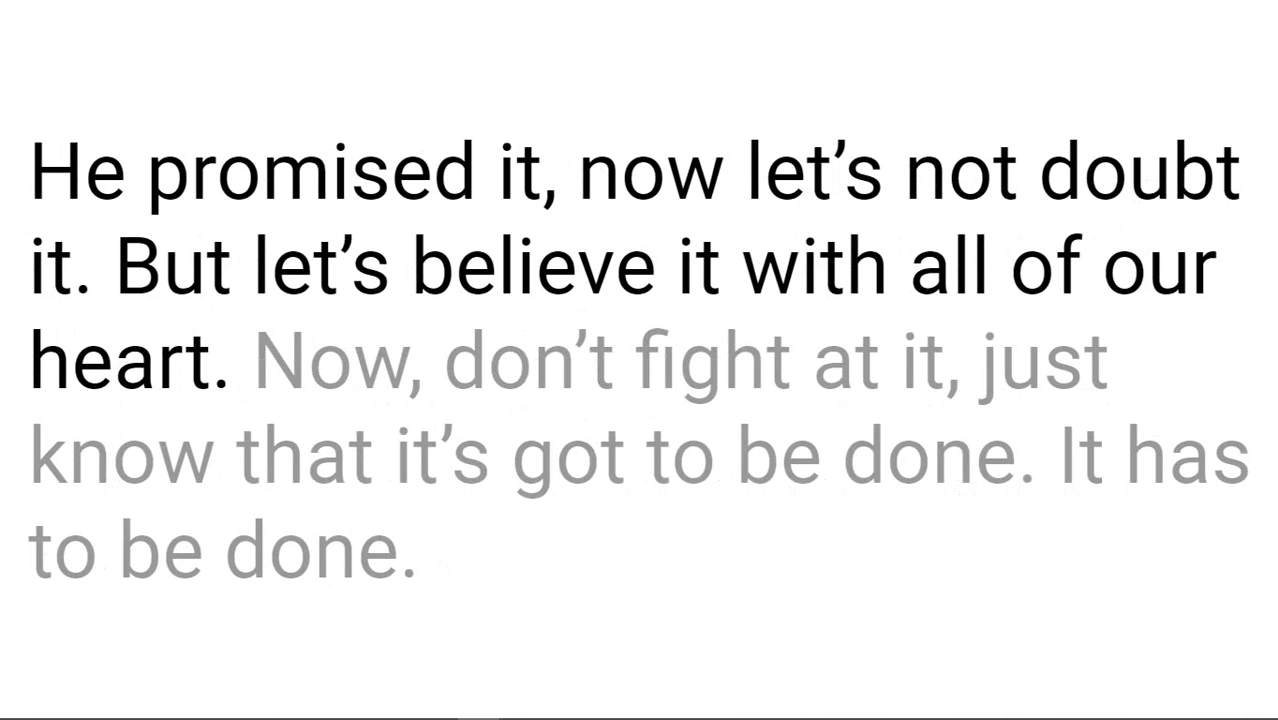 He promised it, now let’s not doubt
it. But let’s believe it with all of our
heart. Now, don’t fight at it, just
know that it’s got to be done. It has
to be done.